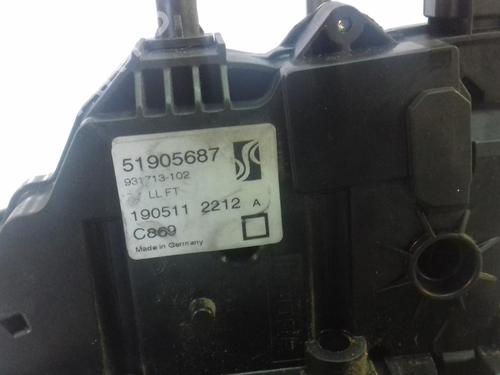 51905687
931713-102
LL FT
190511 2212 A
C869
Made in Germany